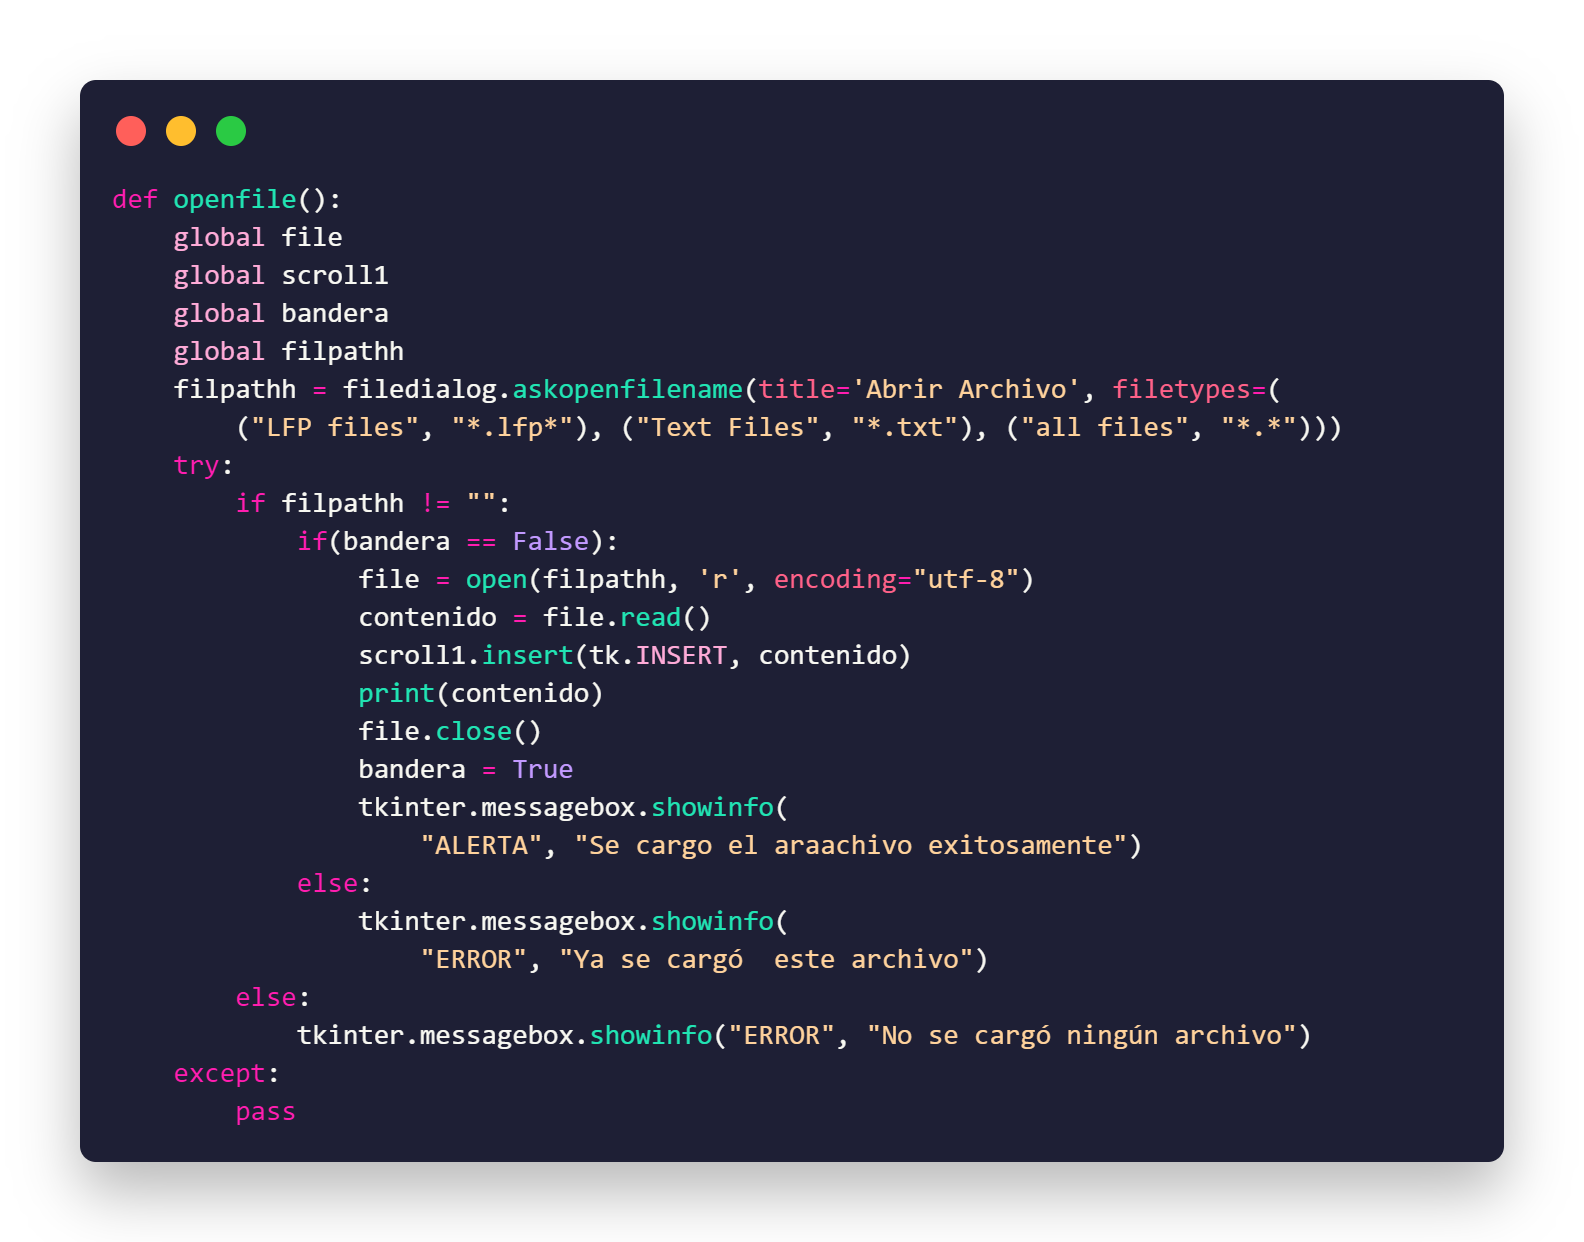 def openfile():
    global file
    global scroll1
    global bandera
    global filpathh
    filpathh = filedialog.askopenfilename(title='Abrir Archivo', filetypes=(
        ("LFP files", "*.lfp*"), ("Text Files", "*.txt"), ("all files", "*.*")))
    try:
        if filpathh != "":
            if(bandera == False):
                file = open(filpathh, 'r', encoding="utf-8")
                contenido = file.read()
                scroll1.insert(tk.INSERT, contenido)
                print(contenido)
                file.close()
                bandera = True
                tkinter.messagebox.showinfo(
                    "ALERTA", "Se cargo el araachivo exitosamente")
            else:
                tkinter.messagebox.showinfo(
                    "ERROR", "Ya se cargó  este archivo")
        else:
            tkinter.messagebox.showinfo("ERROR", "No se cargó ningún archivo")
    except:
        pass